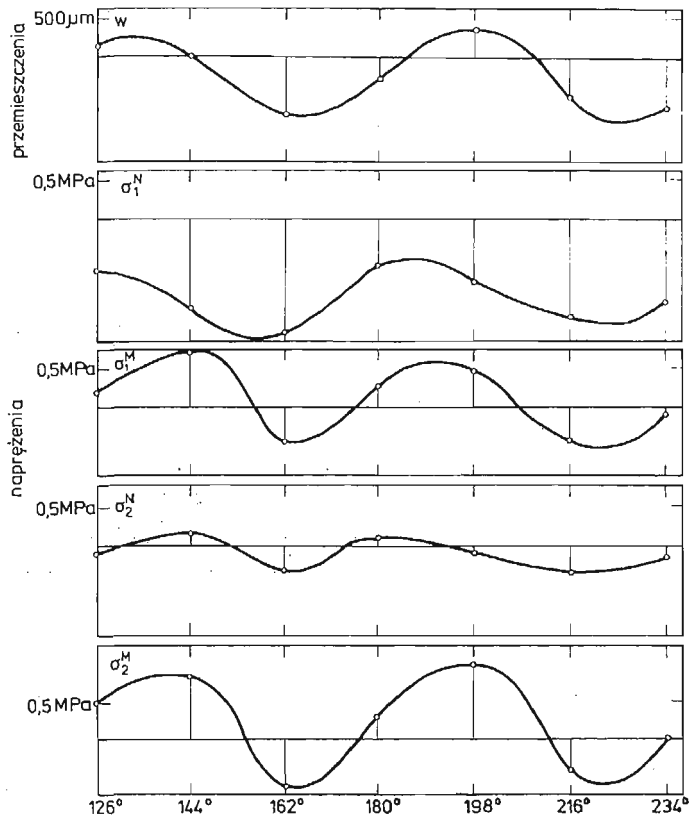 500μm
w
przemieszczenia
0,5MPa
σ₁ᴺ
0,5MPa
σ₁ᴹ
naprężenia
0,5MPa
σ₂ᴺ
0,5MPa
σ₂ᴹ
126° 144° 162° 180° 198° 216° 234°